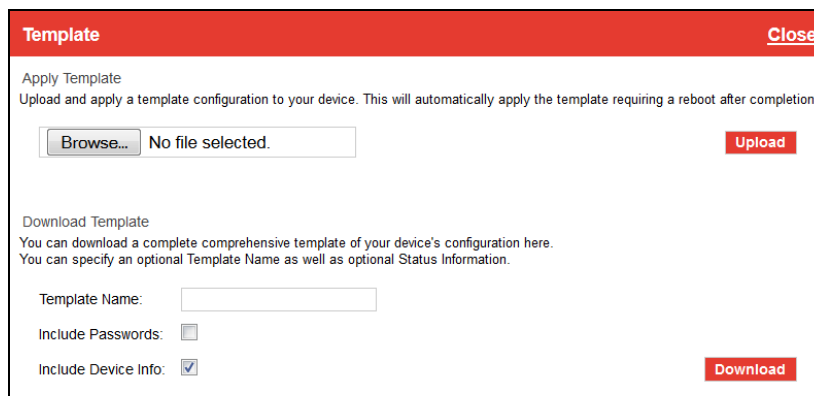 Template
Close
Apply Template
Upload and apply a template configuration to your device. This will automatically apply the template requiring a reboot after completion
Browse... No file selected.
Upload
Download Template
You can download a complete comprehensive template of your device's configuration here.
You can specify an optional Template Name as well as optional Status Information.
Template Name:
Include Passwords:
Include Device Info:
Download